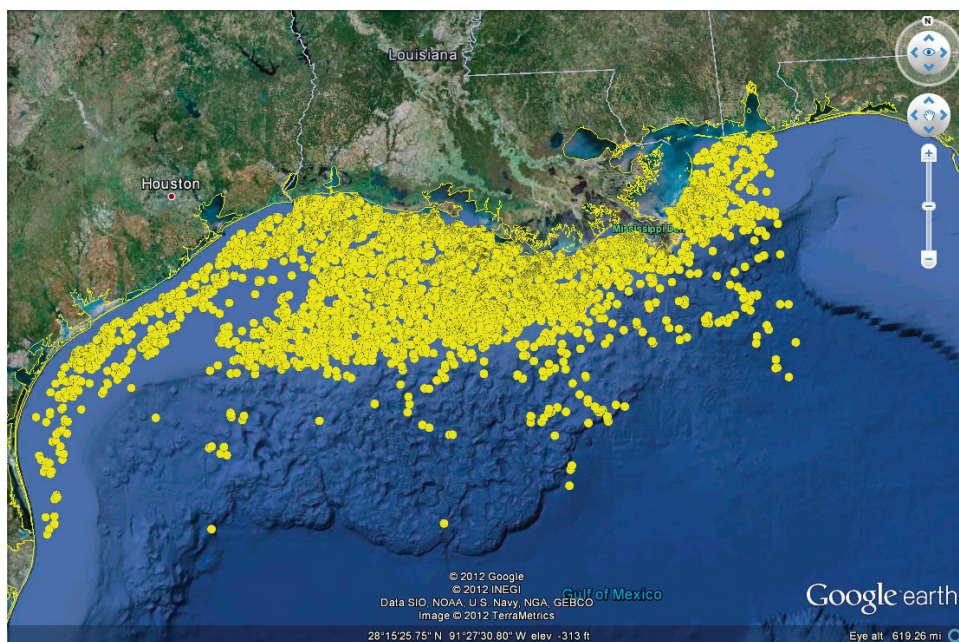 N
Louisiana
Houston
Mississippi De
© 2012 Google
© 2012 INEGI
Data SIO, NOAA, U.S. Navy, NGA, GEBCO
Image © 2012 TerraMetrics
Gulf of Mexico
Google earth
28°15'25.75" N 91°27'30.80" W elev -313 ft
Eye alt 619.26 mi